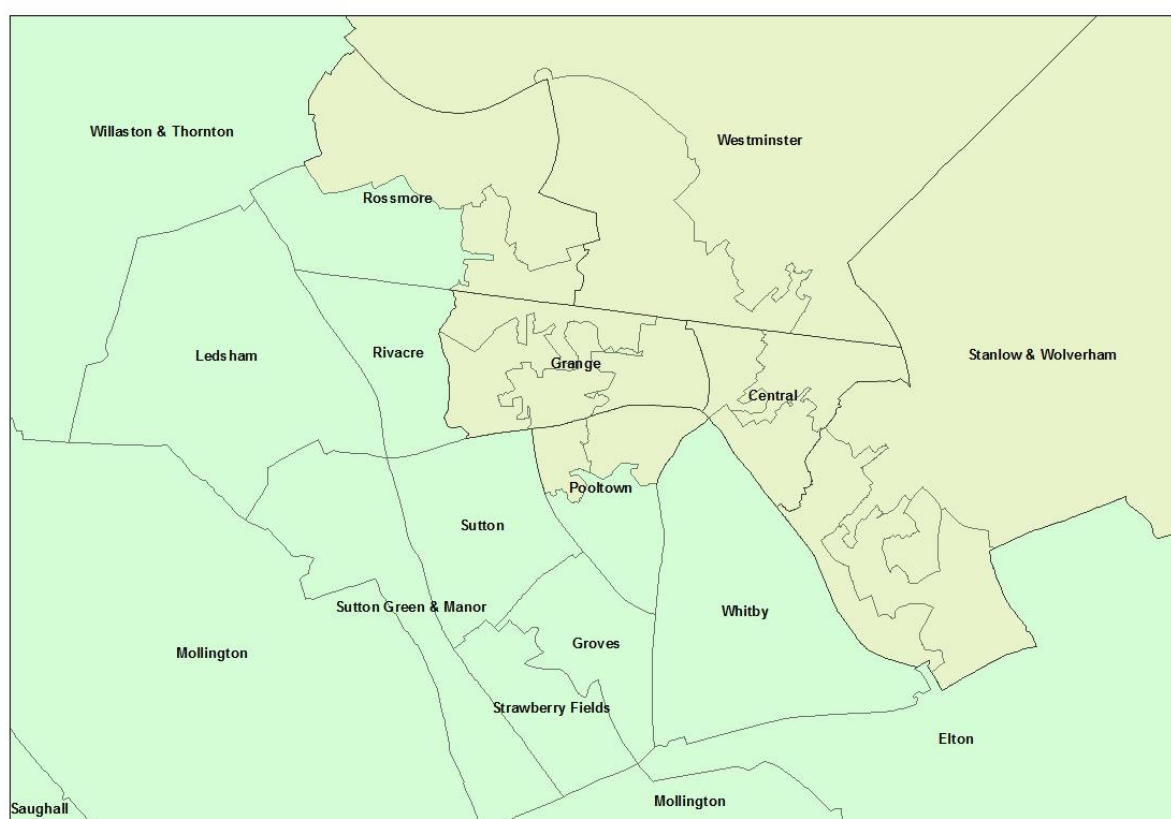 Willaston & Thornton
Westminster
Rossmore
Ledsham
Rivacre
Grange
Stanlow & Wolverham
Central
Pooltown
Sutton
Sutton Green & Manor
Whitby
Mollington
Groves
Strawberry Fields
Elton
Mollington
Saughall